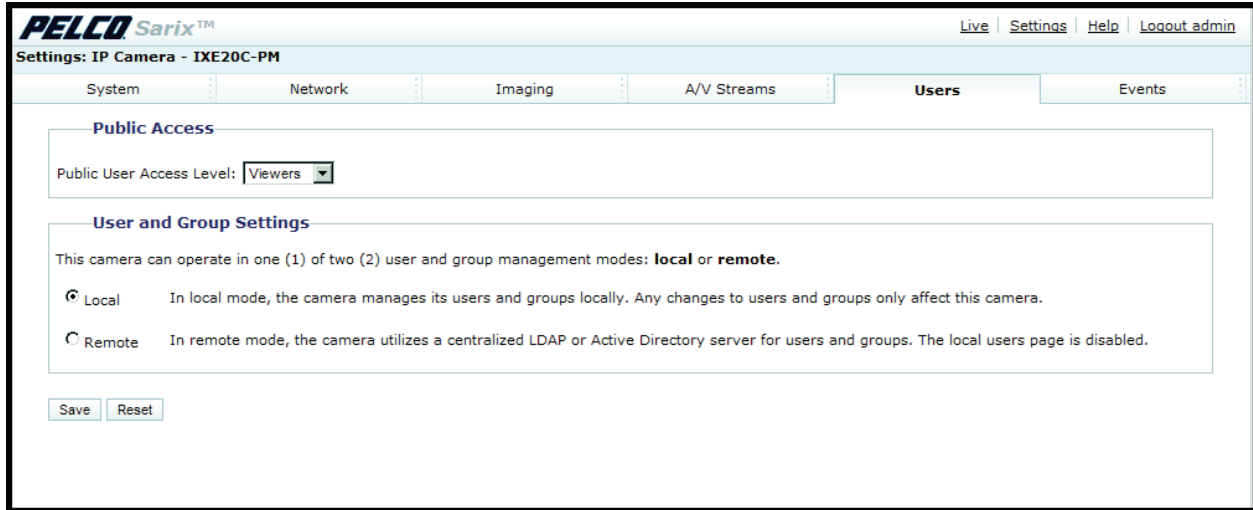 PELCO Sarix™
Live Settings Help Logout admin
Settings: IP Camera - IXE20C-PM
System Network Imaging A/V Streams Users Events
Public Access
Public User Access Level: Viewers
User and Group Settings
This camera can operate in one (1) of two (2) user and group management modes: local or remote.
Local In local mode, the camera manages its users and groups locally. Any changes to users and groups only affect this camera.
Remote In remote mode, the camera utilizes a centralized LDAP or Active Directory server for users and groups. The local users page is disabled.
Save Reset